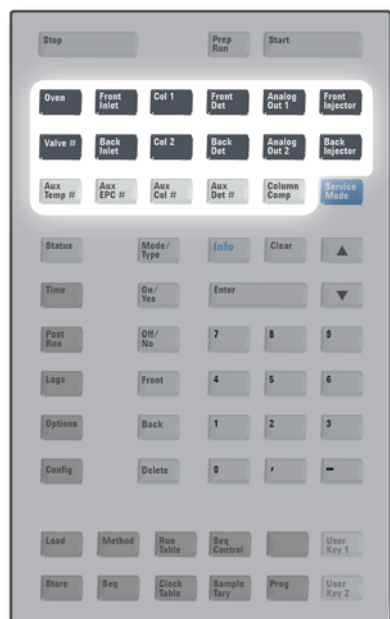 Stop Prep Run Start
Oven Front Inlet Col 1 Front Det Analog Out 1 Front Injector
Valve # Back Inlet Col 2 Back Det Analog Out 2 Back Injector
Aux Temp # Aux EPC # Aux Col # Aux Det # Column Comp Service Mode
Status Mode/ Type Info Clear
Time On/ Yes Enter
Post Run Off/ No 7 8 9
Logs Front 4 5 6
Options Back 1 2 3
Config Delete 0 , -
Load Method Run Table Seq Control User Key 1
Store Seq Clock Table Sample Tary Prog User Key 2